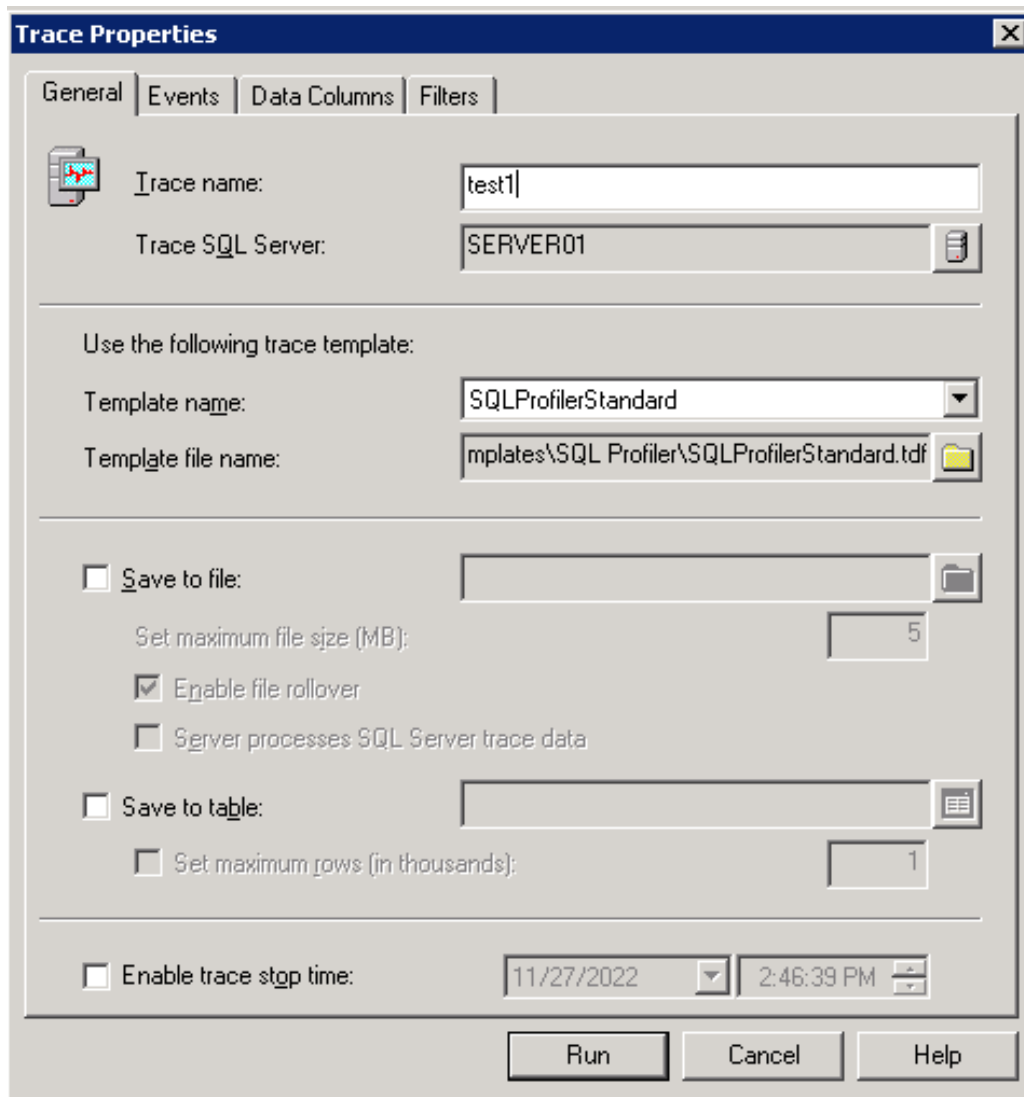 Trace Properties
General Events Data Columns Filters
Trace name: test1
Trace SQL Server: SERVER01
Use the following trace template:
Template name: SQLProfilerStandard
Template file name: mplates\SQL Profiler\SQLProfilerStandard.tdf
Save to file:
Set maximum file size (MB): 5
Enable file rollover
Server processes SQL Server trace data
Save to table:
Set maximum rows (in thousands): 1
Enable trace stop time: 11/27/2022 2:46:39 PM
Run Cancel Help